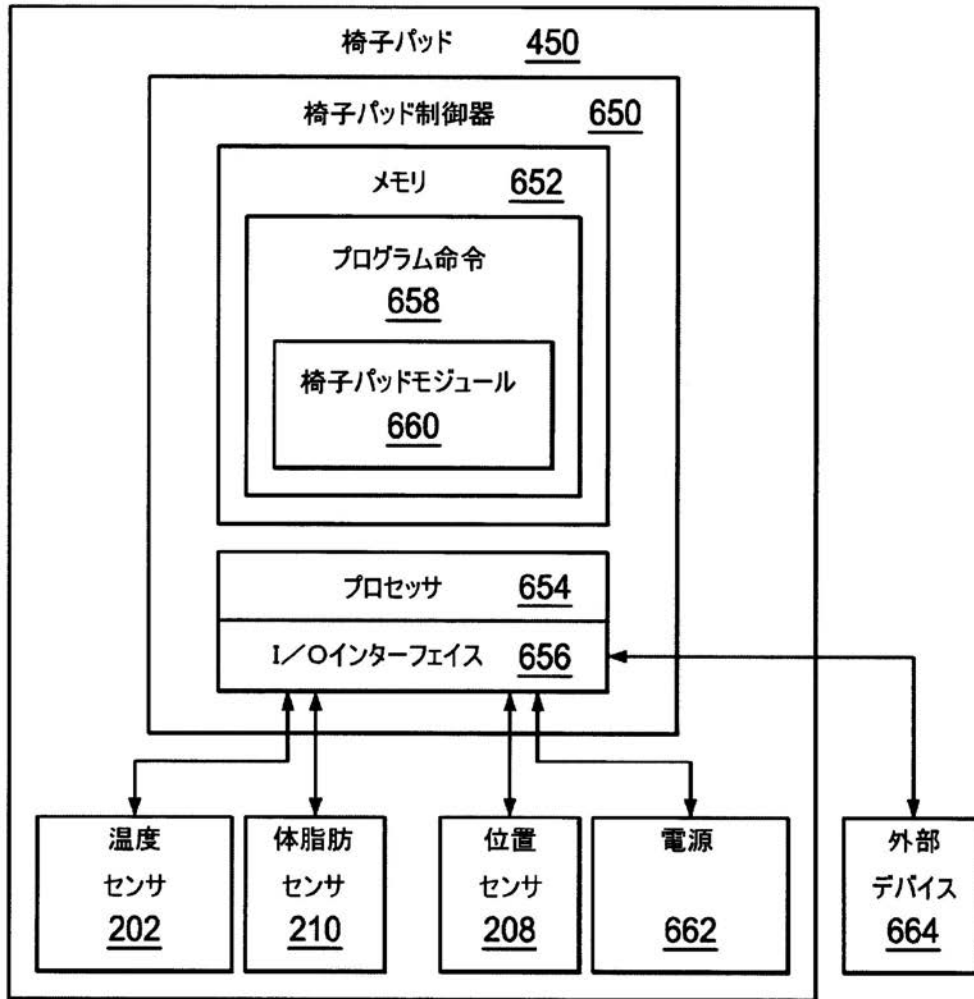 椅子パッド 450
椅子パッド制御器 650
メモリ 652
プログラム命令
658
椅子パッドモジュール
660
プロセッサ 654
I/Oインターフェイス 656
温度
センサ
202
体脂肪
センサ
210
位置
センサ
208
電源
662
外部
デバイス
664